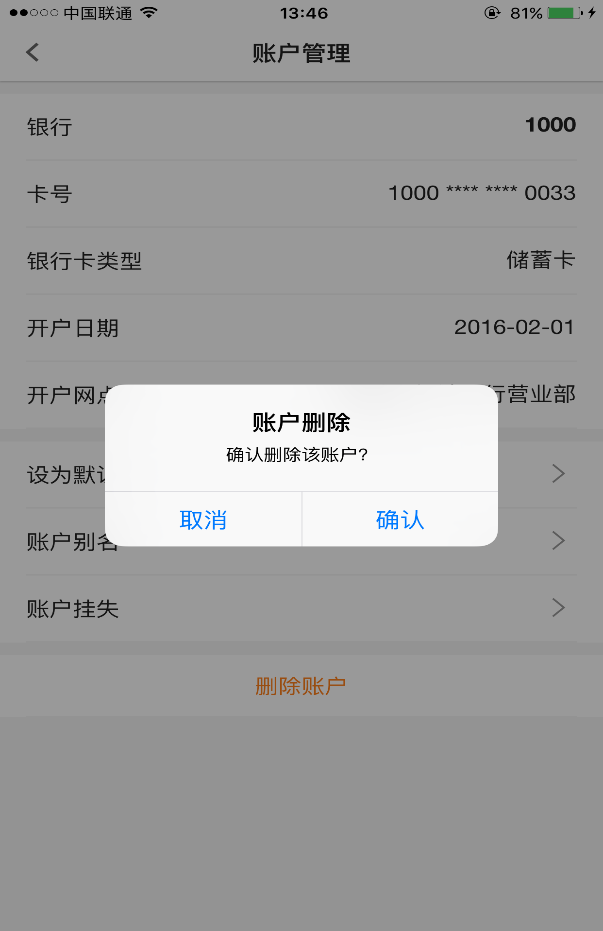 中国联通 13:46 81%
账户管理
银行 1000
卡号 1000 **** **** 0033
银行卡类型 储蓄卡
开户日期 2016-02-01
开户网点 行营业部
账户删除
确认删除该账户?
设为默认
取消 确认
账户别名
账户挂失
删除账户